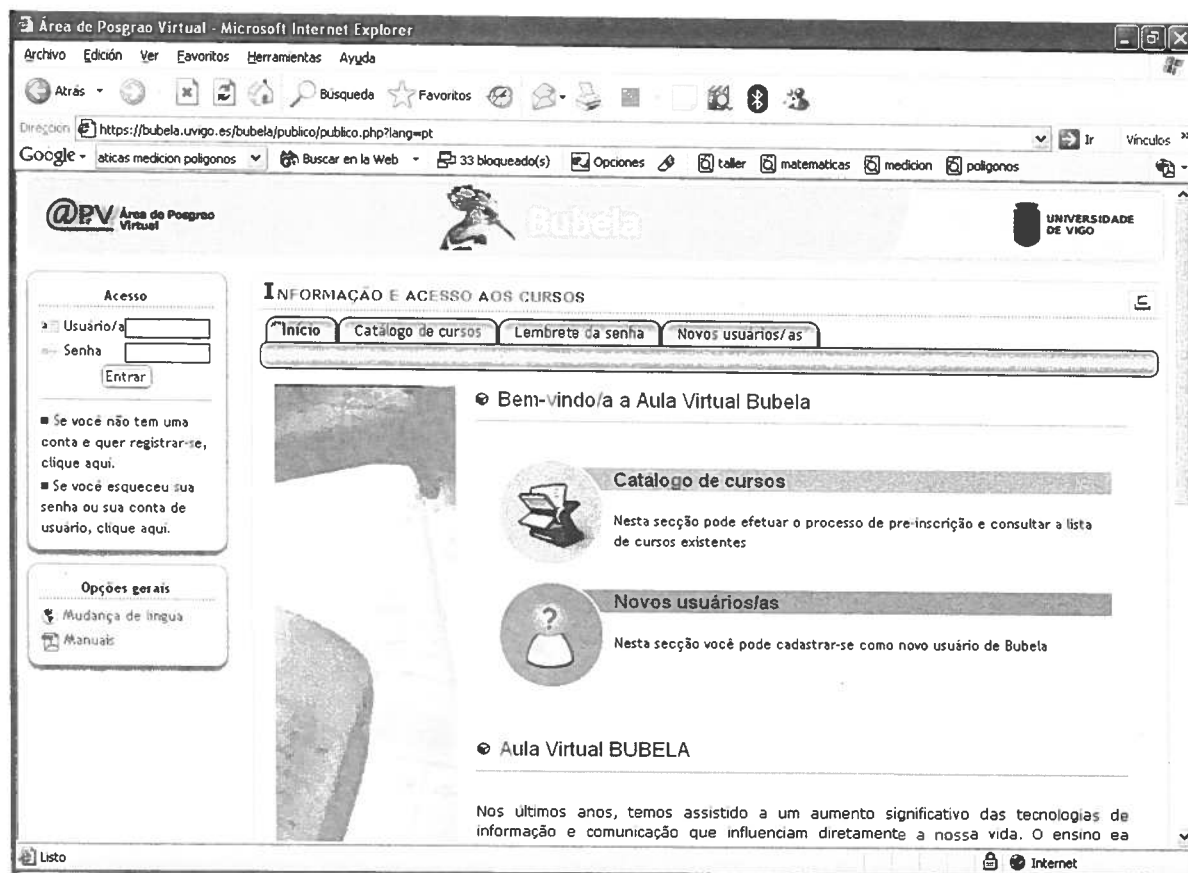 Área de Posgrao Virtual - Microsoft Internet Explorer
Archivo Edición Ver Favoritos Herramientas Ayuda
Atrás Búsqueda Favoritos
Dirección https://bubela.uvigo.es/bubela/publico/publico.php?lang=pt Ir Vínculos »
Google - aticas medicion poligonos Buscar en la Web 33 bloqueado(s) Opciones taller matematicas medicion poligonos
@PV Área de Posgrao
Virtual
Bubela
UNIVERSIDADE
DE VIGO
Acesso
Usuário/a
Senha
Entrar
■ Se você não tem uma
conta e quer registrar-se,
clique aqui.
■ Se você esqueceu sua
senha ou sua conta de
usuário, clique aqui.
Opções gerais
Mudança de lingua
Manuais
INFORMAÇÃO E ACESSO AOS CURSOS
Início Catálogo de cursos Lembrete da senha Novos usuários/as
Bem-vindo/a a Aula Virtual Bubela
Catálogo de cursos
Nesta secção pode efetuar o processo de pre-inscrição e consultar a lista
de cursos existentes
Novos usuários/as
Nesta secção você pode cadastrar-se como novo usuário de Bubela
Aula Virtual BUBELA
Nos últimos anos, temos assistido a um aumento significativo das tecnologias de
informação e comunicação que influenciam diretamente a nossa vida. O ensino ea
Listo Internet